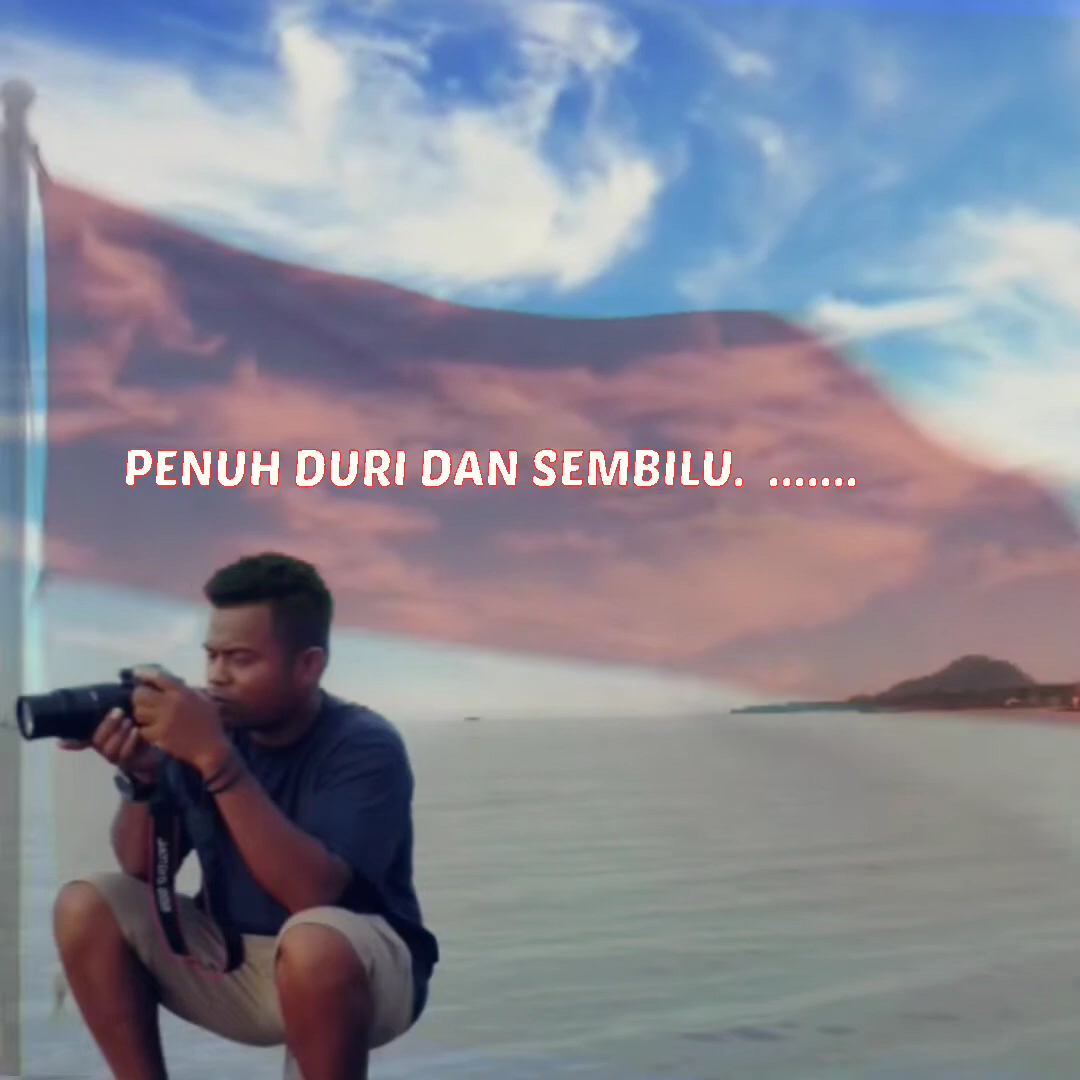 PENUH DURI DAN SEMBILU. .......